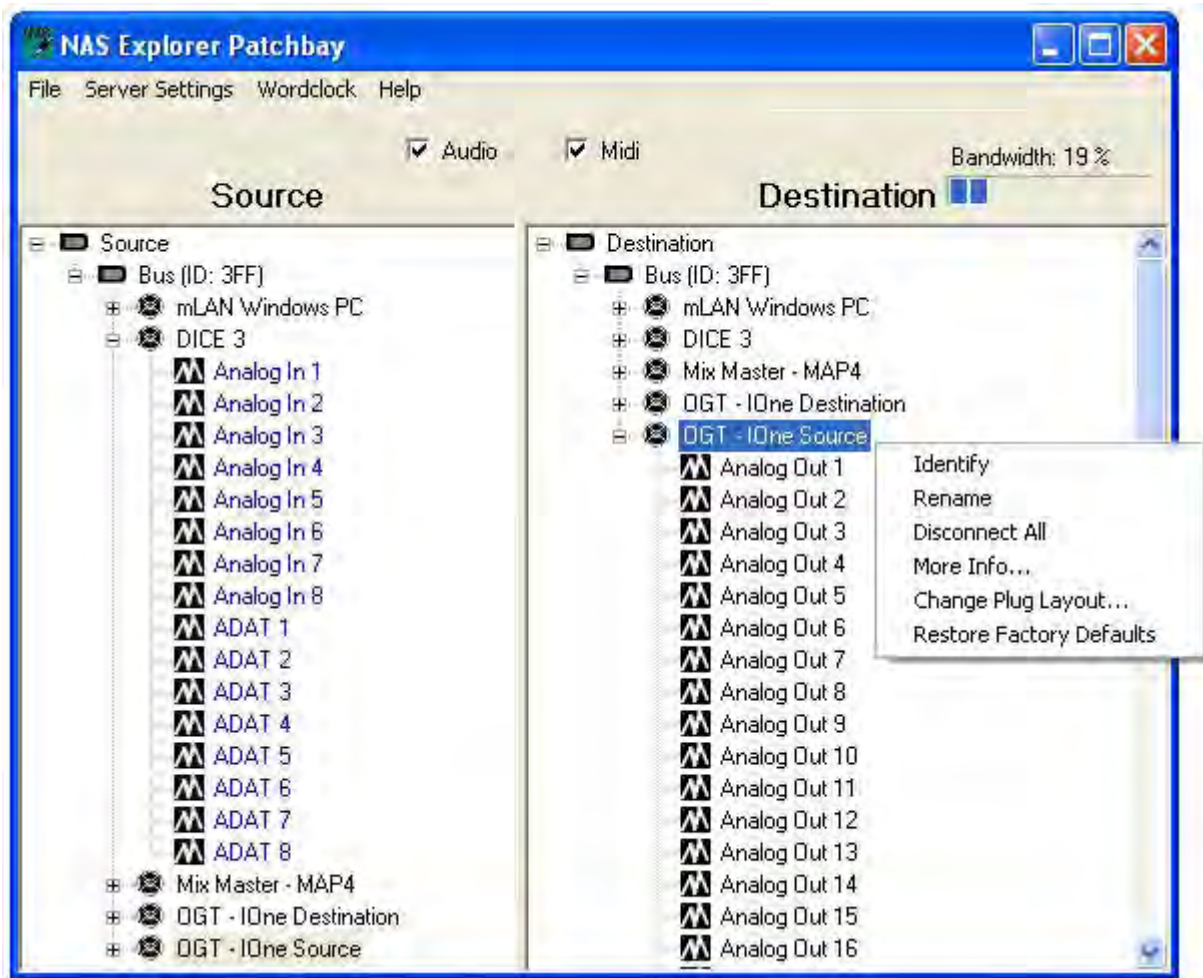 NAS Explorer Patchbay
File Server Settings Wordclock Help
Audio
Midi
Bandwidth: 19 %
Source
Destination
Source
Bus (ID: 3FF)
mLAN Windows PC
DICE 3
Analog In 1
Analog In 2
Analog In 3
Analog In 4
Analog In 5
Analog In 6
Analog In 7
Analog In 8
ADAT 1
ADAT 2
ADAT 3
ADAT 4
ADAT 5
ADAT 6
ADAT 7
ADAT 8
Mix Master - MAP4
OGT - IOne Destination
OGT - IOne Source
Destination
Bus (ID: 3FF)
mLAN Windows PC
DICE 3
Mix Master - MAP4
OGT - IOne Destination
OGT - IOne Source
Analog Out 1
Analog Out 2
Analog Out 3
Analog Out 4
Analog Out 5
Analog Out 6
Analog Out 7
Analog Out 8
Analog Out 9
Analog Out 10
Analog Out 11
Analog Out 12
Analog Out 13
Analog Out 14
Analog Out 15
Analog Out 16
Identify
Rename
Disconnect All
More Info...
Change Plug Layout...
Restore Factory Defaults